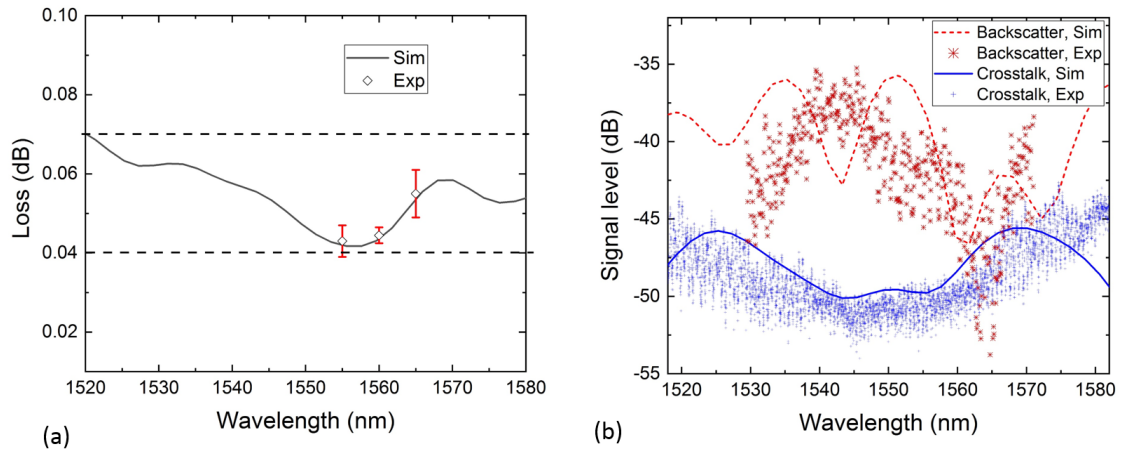 0.10
0.08
0.06
0.04
0.02
Loss (dB)
Sim
Exp
1520 1530 1540 1550 1560 1570 1580
Wavelength (nm)
(a)
-35
-40
-45
-50
-55
Signal level (dB)
Backscatter, Sim
Backscatter, Exp
Crosstalk, Sim
Crosstalk, Exp
1520 1530 1540 1550 1560 1570 1580
Wavelength (nm)
(b)